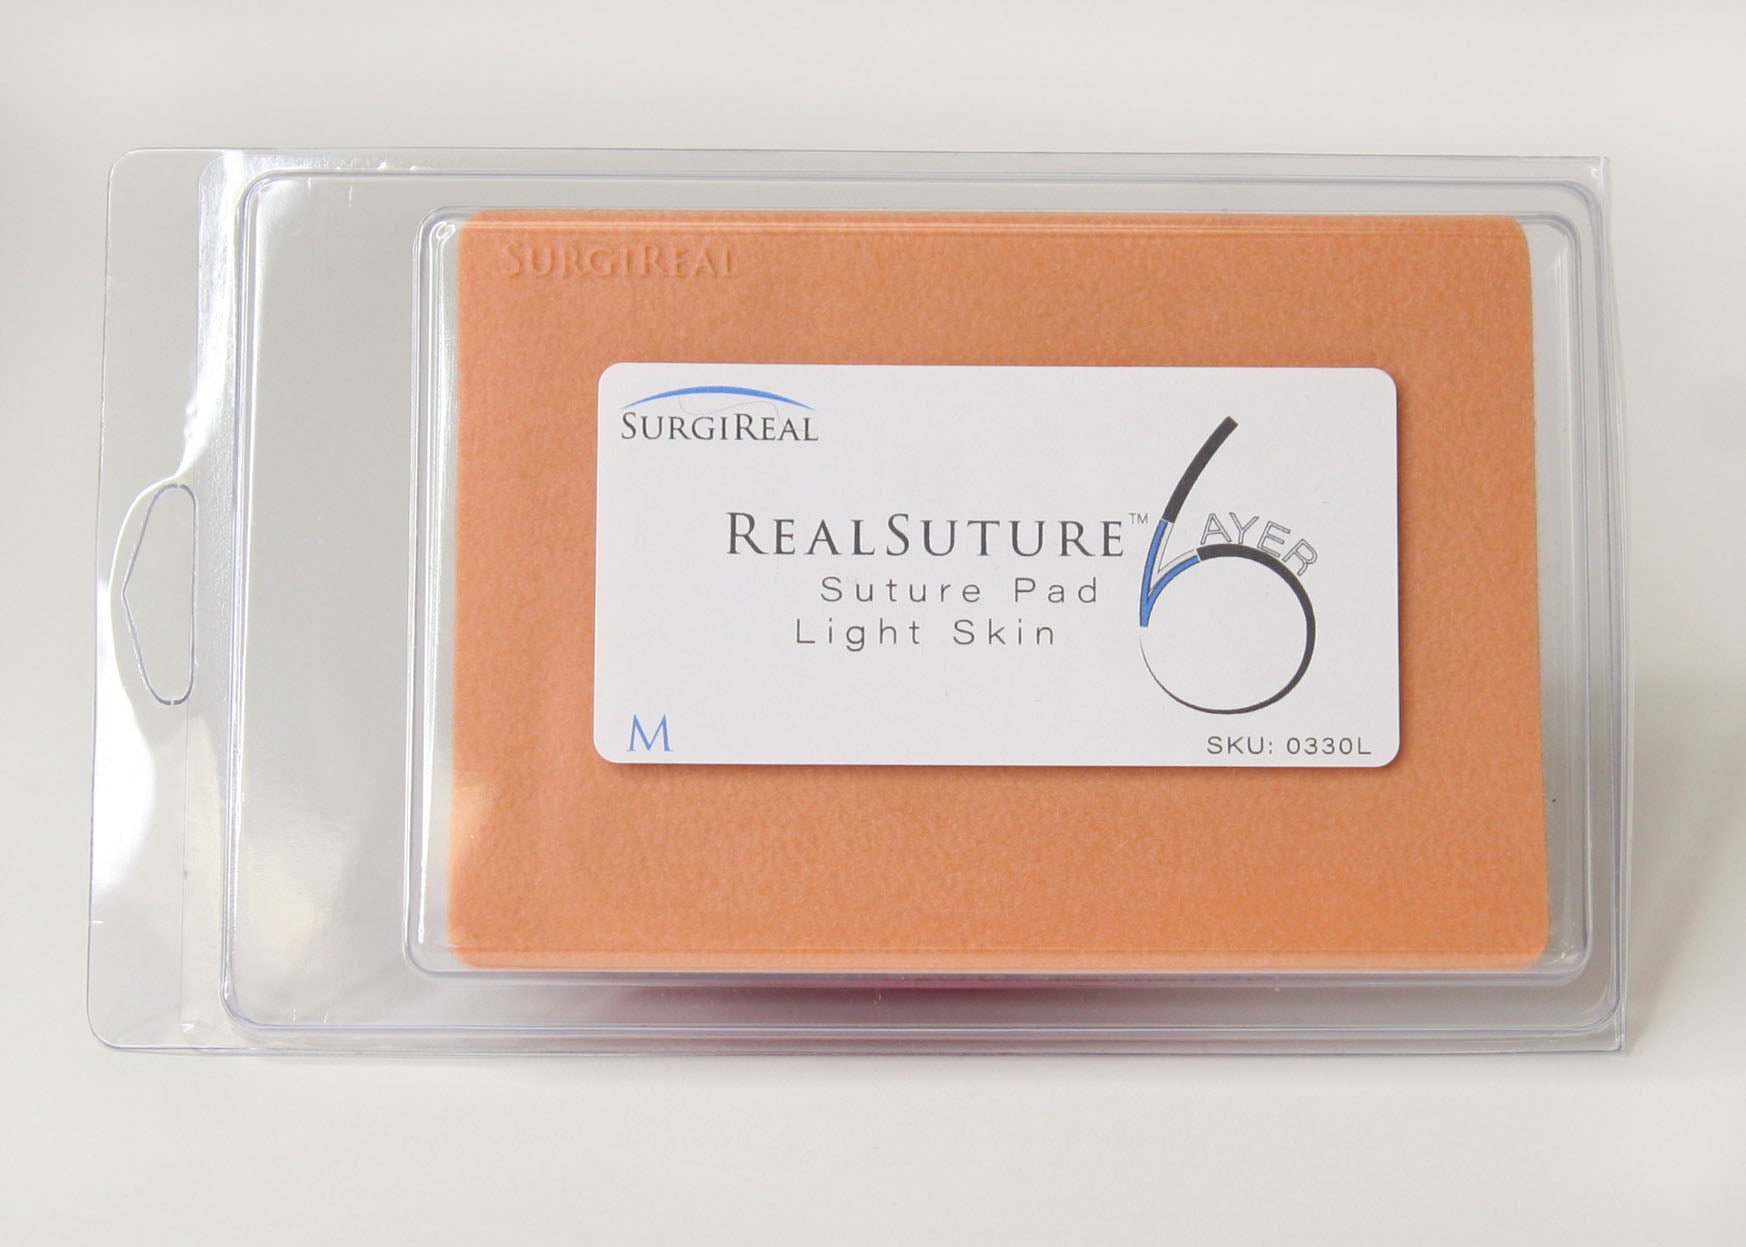 SURGIREAL
SURGIREAL
REALSUTURE™ 6 LAYER
Suture Pad
Light Skin
M
SKU: 0330L